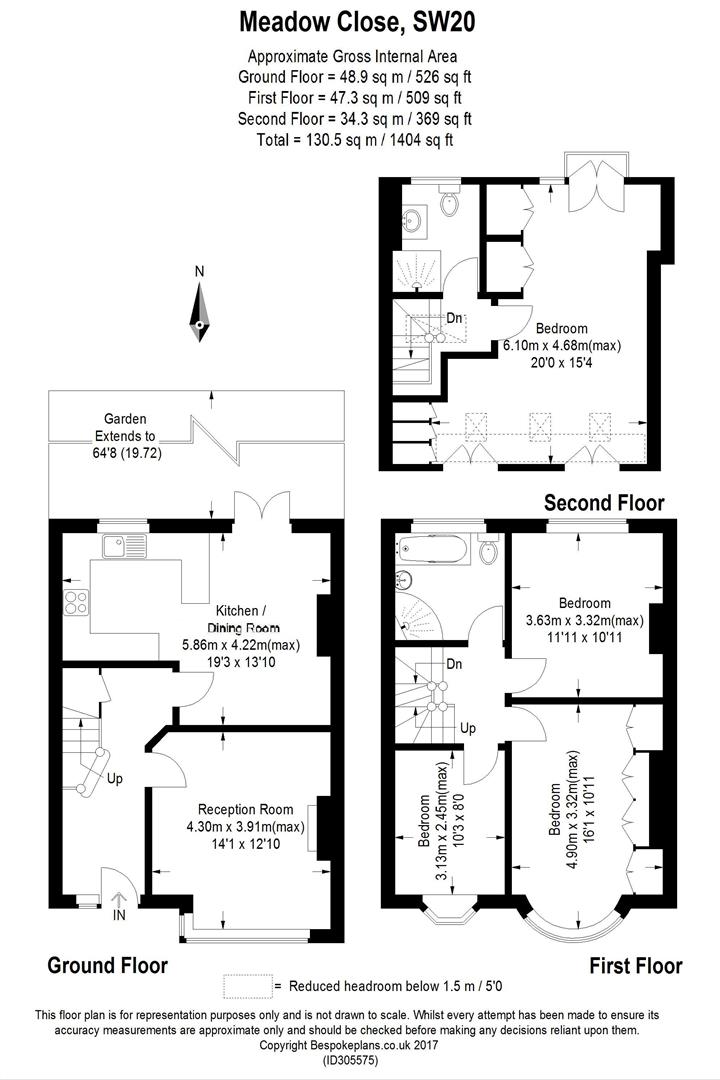 Meadow Close, SW20
Approximate Gross Internal Area
Ground Floor = 48.9 sq m / 526 sq ft
First Floor = 47.3 sq m / 509 sq ft
Second Floor = 34.3 sq m / 369 sq ft
Total = 130.5 sq m / 1404 sq ft
N
Dn
Bedroom
6.10m x 4.68m(max)
20'0 x 15'4
Second Floor
Garden
Extends to
64'8 (19.72)
Kitchen /
Dining Room
5.86m x 4.22m(max)
19'3 x 13'10
Up
Reception Room
4.30m x 3.91m(max)
14'1 x 12'10
IN
Ground Floor
Bedroom
3.63m x 3.32m(max)
11'11 x 10'11
Dn
Up
Bedroom
3.13m x 2.45m(max)
10'3 x 8'0
Bedroom
4.90m x 3.32m(max)
16'1 x 10'11
First Floor
= Reduced headroom below 1.5 m / 5'0
This floor plan is for representation purposes only and is not drawn to scale. Whilst every attempt has been made to ensure its
accuracy measurements are approximate only and should be checked before making any decisions reliant upon them.
Copyright Bespokeplans.co.uk 2017
(ID305575)